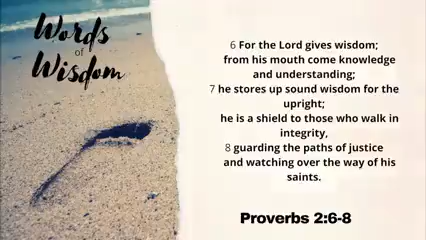 Words
of
Wisdom
6 For the Lord gives wisdom;
from his mouth come knowledge
and understanding;
7 he stores up sound wisdom for the
upright;
he is a shield to those who walk in
integrity,
8 guarding the paths of justice
and watching over the way of his
saints.
Proverbs 2:6-8